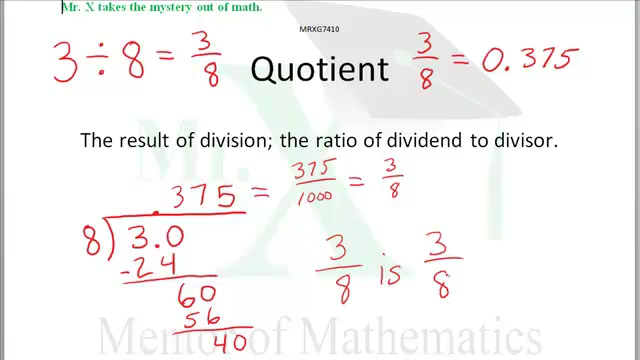 Mr. X takes the mystery out of math.
MRXG7410
3 ÷ 8 = 3/8
Quotient
3/8 = 0.375
The result of division; the ratio of dividend to divisor.
.375 = 375/1000 = 3/8
8)3.0
-24
60
56
40
3/8 is 3/8
Mr. X
Mentor of Mathematics